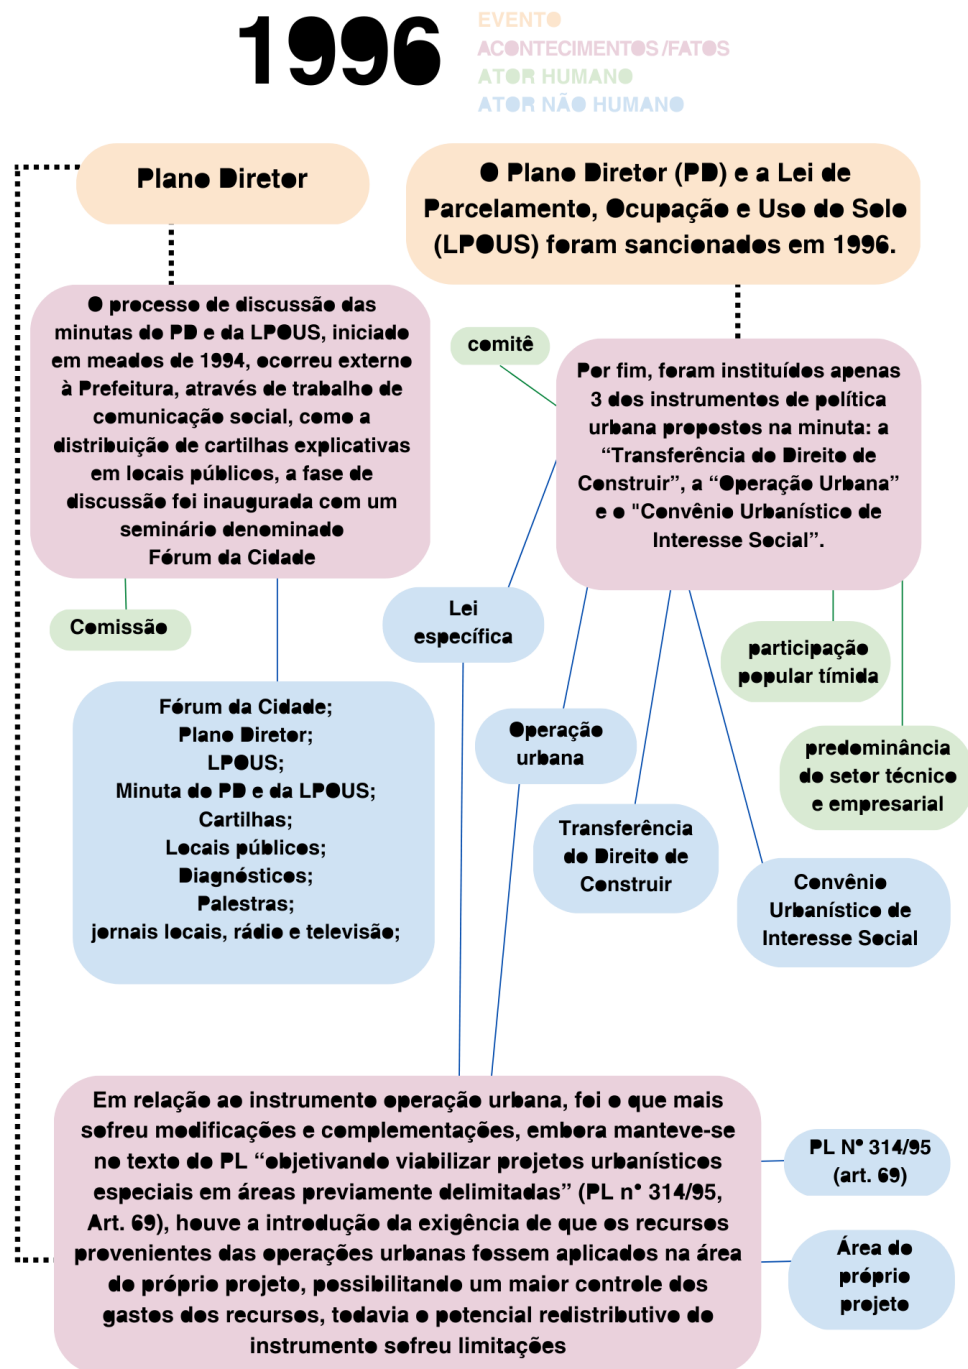 1996
EVENTO
ACONTECIMENTOS/FATOS
ATOR HUMANO
ATOR NÃO HUMANO
Plano Diretor
O Plano Diretor (PD) e a Lei de
Parcelamento, Ocupação e Uso do Solo
(LPOUS) foram sancionados em 1996.
O processo de discussão das
minutas do PD e da LPOUS, iniciado
em meados de 1994, ocorreu externo
à Prefeitura, através de trabalho de
comunicação social, como a
distribuição de cartilhas explicativas
em locais públicos, a fase de
discussão foi inaugurada com um
seminário denominado
Fórum da Cidade
comitê
Por fim, foram instituídos apenas
3 dos instrumentos de política
urbana propostos na minuta: a
“Transferência do Direito de
Construir”, a “Operação Urbana”
e o "Convênio Urbanístico de
Interesse Social”.
Comissão
Lei
específica
participação
popular tímida
Fórum da Cidade;
Plano Diretor;
LPOUS;
Minuta do PD e da LPOUS;
Cartilhas;
Locais públicos;
Diagnósticos;
Palestras;
jornais locais, rádio e televisão;
Operação
urbana
predominância
do setor técnico
e empresarial
Transferência
do Direito de
Construir
Convênio
Urbanístico de
Interesse Social
Em relação ao instrumento operação urbana, foi o que mais
sofreu modificações e complementações, embora manteve-se
no texto do PL “objetivando viabilizar projetos urbanísticos
especiais em áreas previamente delimitadas” (PL n° 314/95,
Art. 69), houve a introdução da exigência de que os recursos
provenientes das operações urbanas fossem aplicados na área
do próprio projeto, possibilitando um maior controle dos
gastos dos recursos, todavia o potencial redistributivo do
instrumento sofreu limitações
PL N° 314/95
(art. 69)
Área do
próprio
projeto